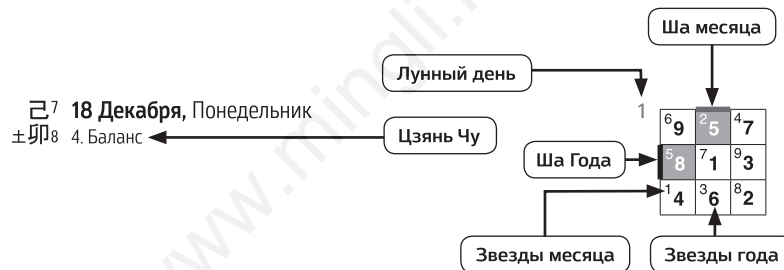 Ша месяца
Лунный день
己7 18 Декабря, Понедельник
±卯8 4. Баланс
Цзянь Чу
1
6 9 2 5 4 7
Ша Года
5 8 7 1 9 3
1 4 3 6 8 2
Звезды месяца
Звезды года
www.mingli.